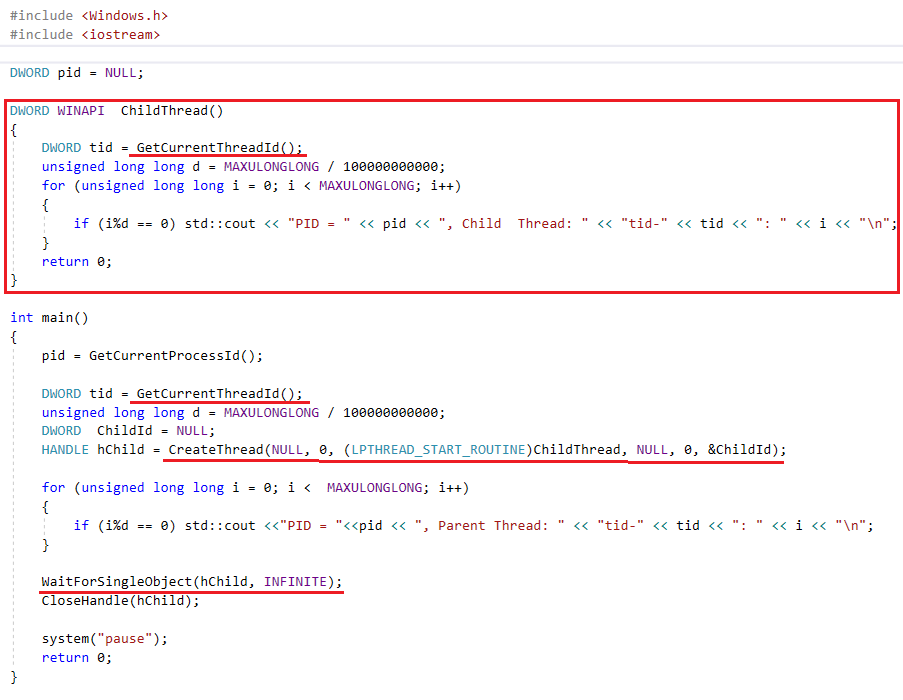 #include <Windows.h>
#include <iostream>
DWORD pid = NULL;
DWORD WINAPI  ChildThread()
{
    DWORD tid = GetCurrentThreadId();
    unsigned long long d = MAXULONGLONG / 100000000000;
    for (unsigned long long i = 0; i < MAXULONGLONG; i++)
    {
        if (i%d == 0) std::cout << "PID = " << pid << ", Child  Thread: " << "tid-" << tid << ": " << i << "\n";
    }
    return 0;
}
int main()
{
    pid = GetCurrentProcessId();
    DWORD tid = GetCurrentThreadId();
    unsigned long long d = MAXULONGLONG / 100000000000;
    DWORD  ChildId = NULL;
    HANDLE hChild = CreateThread(NULL, 0, (LPTHREAD_START_ROUTINE)ChildThread, NULL, 0, &ChildId);
    for (unsigned long long i = 0; i <  MAXULONGLONG; i++)
    {
        if (i%d == 0) std::cout <<"PID = "<<pid << ", Parent Thread: " << "tid-" << tid << ": " << i << "\n";
    }
    WaitForSingleObject(hChild, INFINITE);
    CloseHandle(hChild);
    system("pause");
    return 0;
}